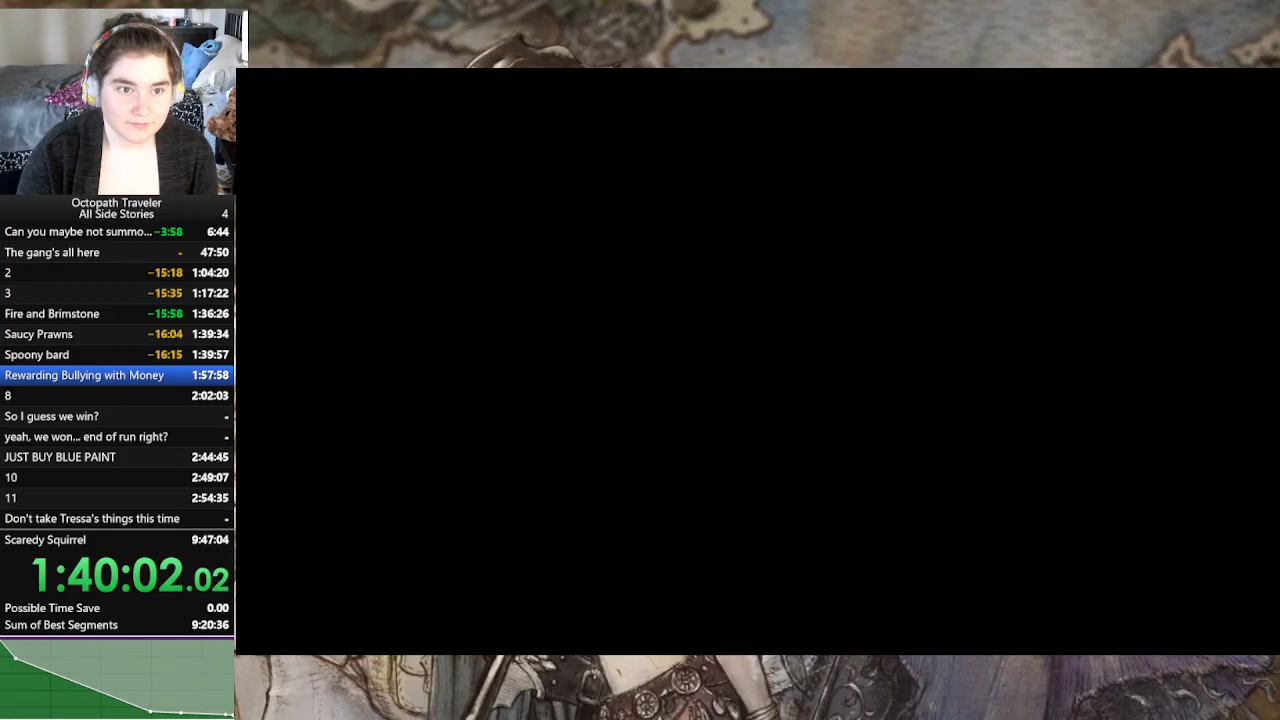 Octopath Traveler
All Side Stories 4
Can you maybe not summo... −3:58 6:44
The gang's all here - 47:50
2 −15:18 1:04:20
3 −15:35 1:17:22
Fire and Brimstone −15:58 1:36:26
Saucy Prawns −16:04 1:39:34
Spoony bard −16:15 1:39:57
Rewarding Bullying with Money 1:57:58
8 2:02:03
So I guess we win? -
yeah, we won... end of run right? -
JUST BUY BLUE PAINT 2:44:45
10 2:49:07
11 2:54:35
Don't take Tressa's things this time -
Scaredy Squirrel 9:47:04
1:40:02.02
Possible Time Save 0.00
Sum of Best Segments 9:20:36